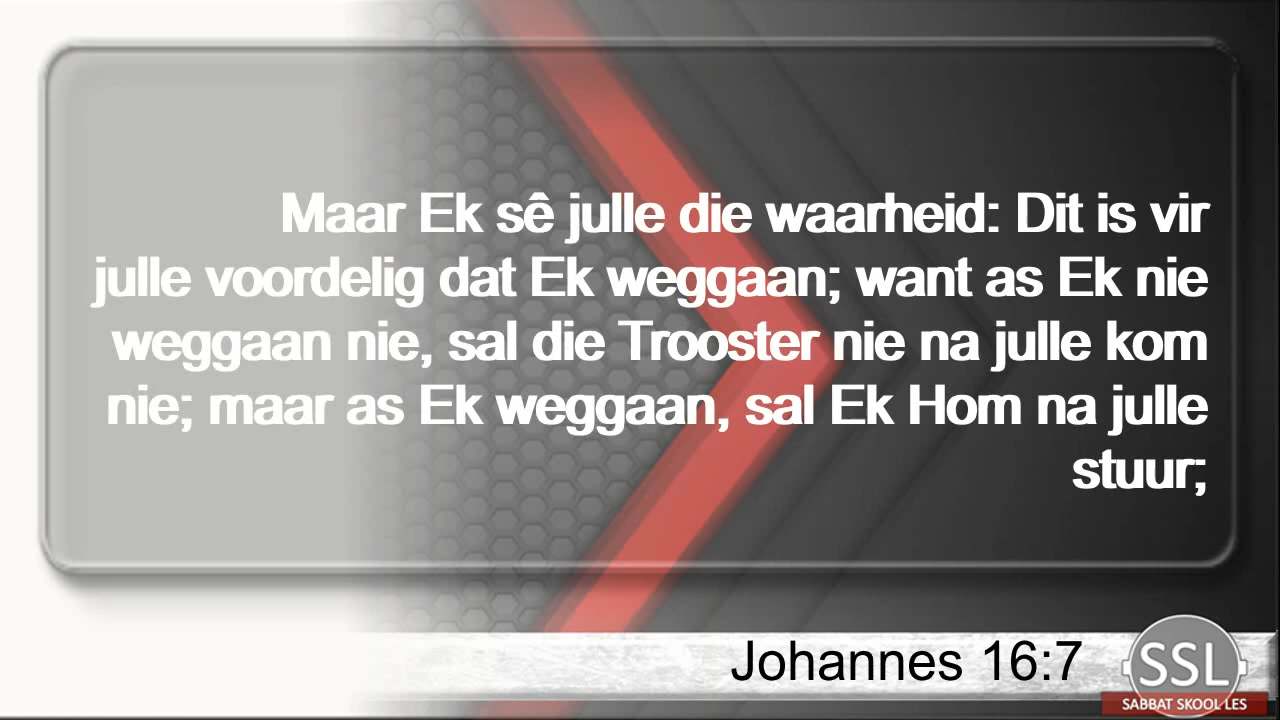 Maar Ek sê julle die waarheid: Dit is vir
julle voordelig dat Ek weggaan; want as Ek nie
weggaan nie, sal die Trooster nie na julle kom
nie; maar as Ek weggaan, sal Ek Hom na julle
stuur;
Johannes 16:7
SSL
SABBAT SKOOL LES